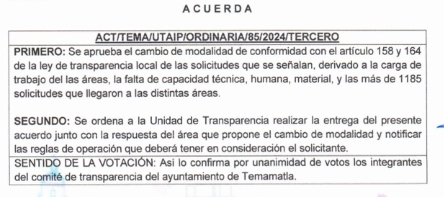 ACUERDA
ACT/TEMA/UTAIP/ORDINARIA/85/2024/TERCERO
PRIMERO: Se aprueba el cambio de modalidad de conformidad con el artículo 158 y 164
de la ley de transparencia local de las solicitudes que se señalan, derivado a la carga de
trabajo del las áreas, la falta de capacidad técnica, humana, material, y las más de 1185
solicitudes que llegaron a las distintas áreas.
SEGUNDO: Se ordena a la Unidad de Transparencia realizar la entrega del presente
acuerdo junto con la respuesta del área que propone el cambio de modalidad y notificar
las reglas de operación que deberá tener en consideración el solicitante.
SENTIDO DE LA VOTACIÓN: Asi lo confirma por unanimidad de votos los integrantes
del comité de transparencia del ayuntamiento de Temamatla.